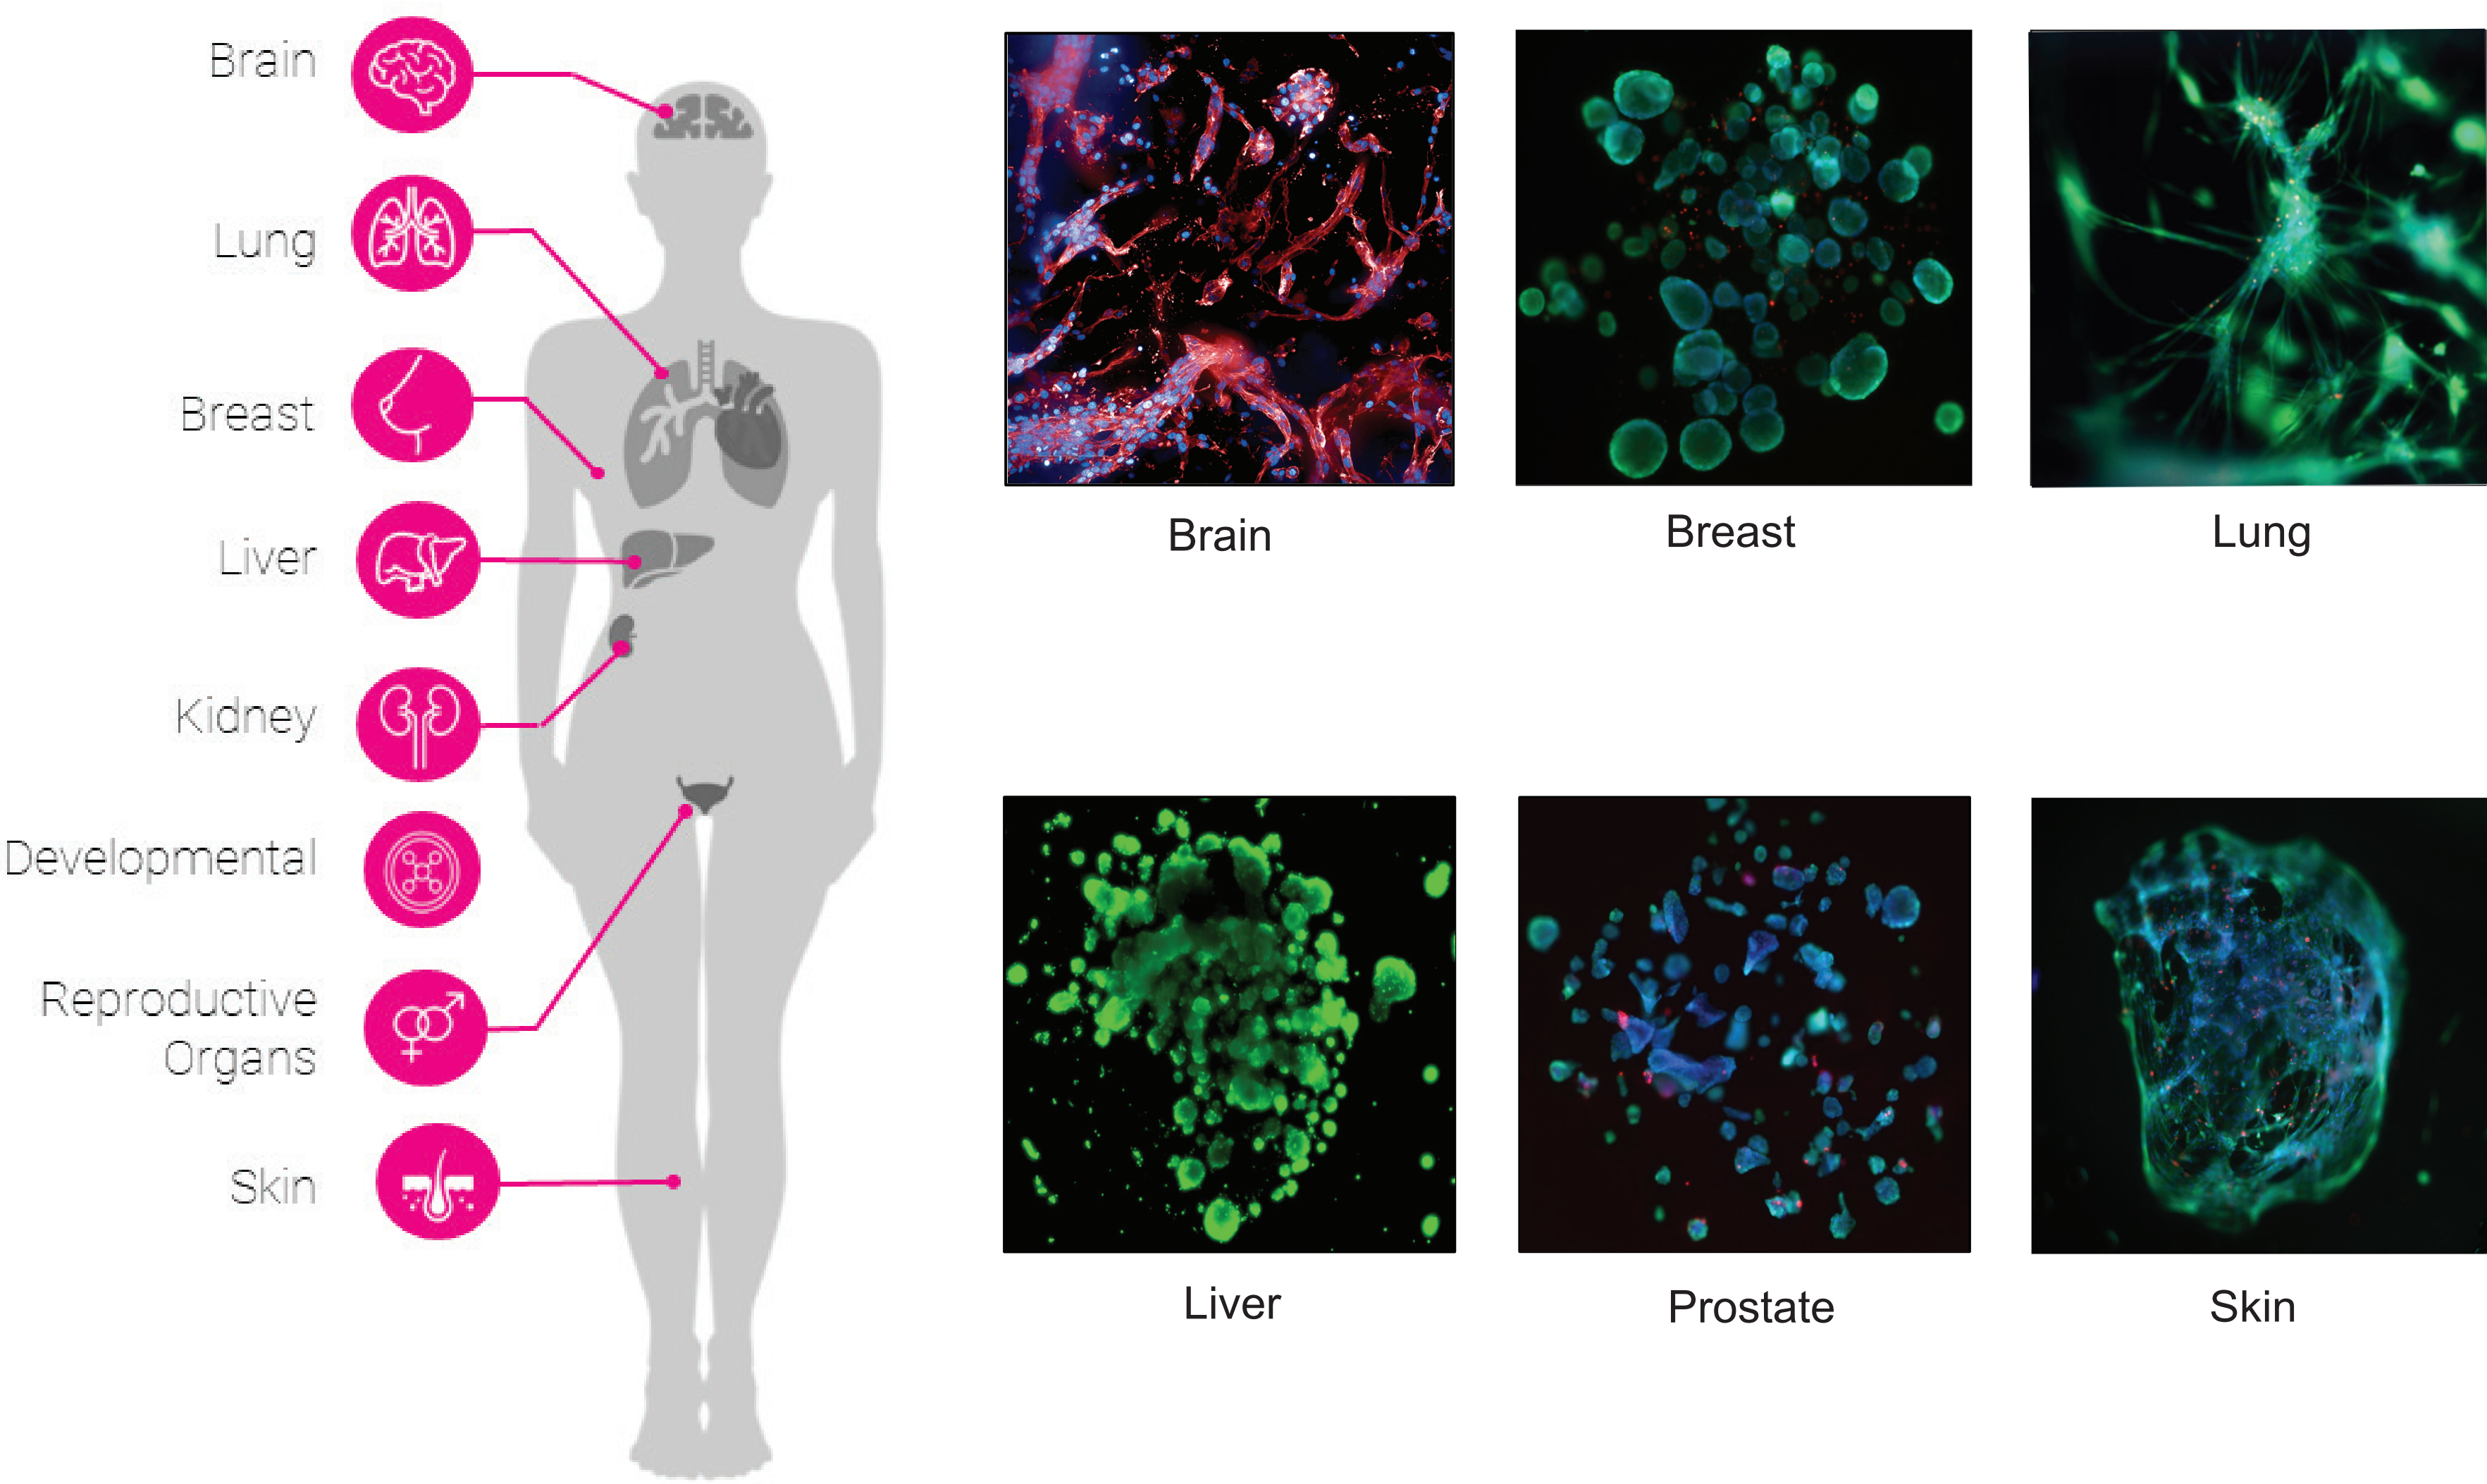 Brain
Lung
Breast
Liver
Kidney
Developmental
Reproductive
Organs
Skin
Brain
Breast
Lung
Liver
Prostate
Skin